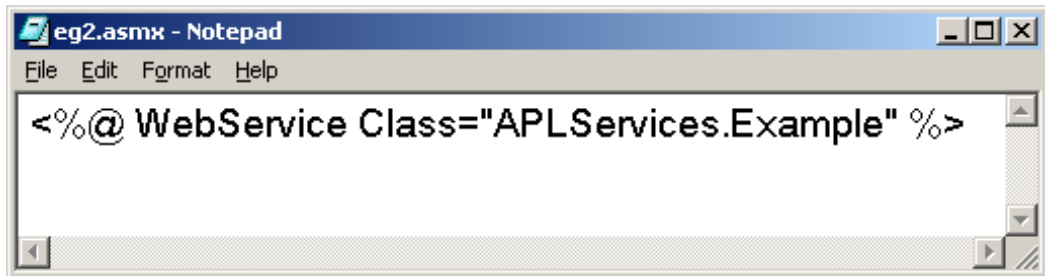 eg2.asmx - Notepad
File Edit Format Help
<%@ WebService Class="APLServices.Example" %>